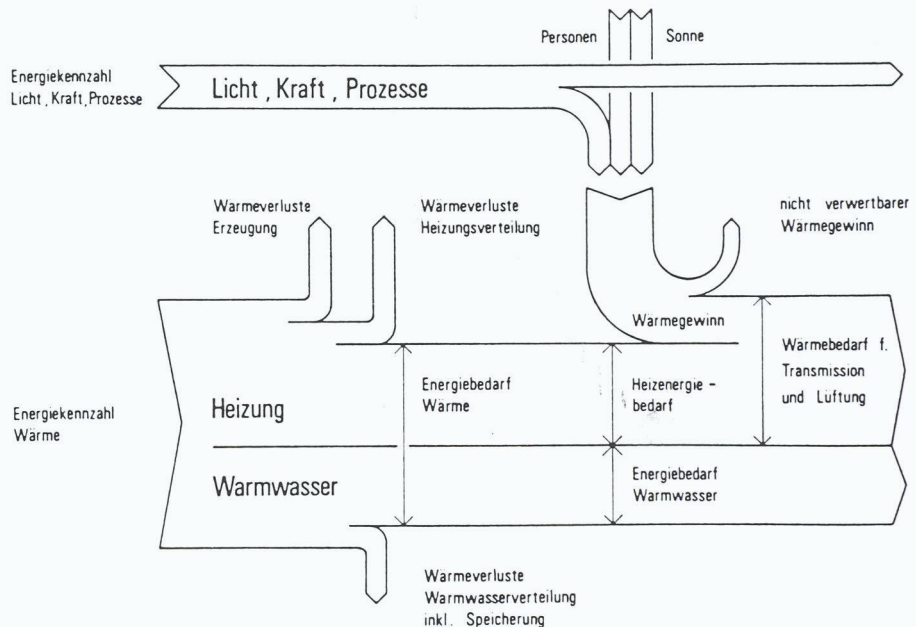 Personen
Sonne
Energiekennzahl
Licht, Kraft, Prozesse
Licht, Kraft, Prozesse
Wärmeverluste
Erzeugung
Wärmeverluste
Heizungsverteilung
nicht verwertbarer
Wärmegewinn
Wärmegewinn
Wärmebedarf f.
Transmission
und Lüftung
Energiebedarf
Wärme
Heizenergie-
bedarf
Energiekennzahl
Wärme
Heizung
Warmwasser
Energiebedarf
Warmwasser
Wärmeverluste
Warmwasserverteilung
inkl. Speicherung